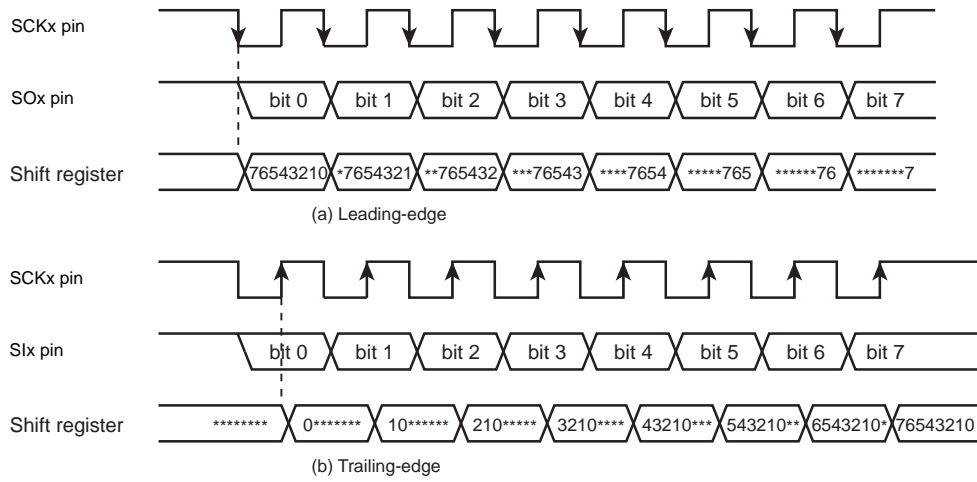 SCKx pin
SOx pin bit 0 bit 1 bit 2 bit 3 bit 4 bit 5 bit 6 bit 7
Shift register 76543210 *7654321 **765432 ***76543 ****7654 *****765 ******76 *******7
(a) Leading-edge
SCKx pin
SIx pin bit 0 bit 1 bit 2 bit 3 bit 4 bit 5 bit 6 bit 7
Shift register ******** 0******* 10****** 210***** 3210**** 43210*** 543210** 6543210* 76543210
(b) Trailing-edge